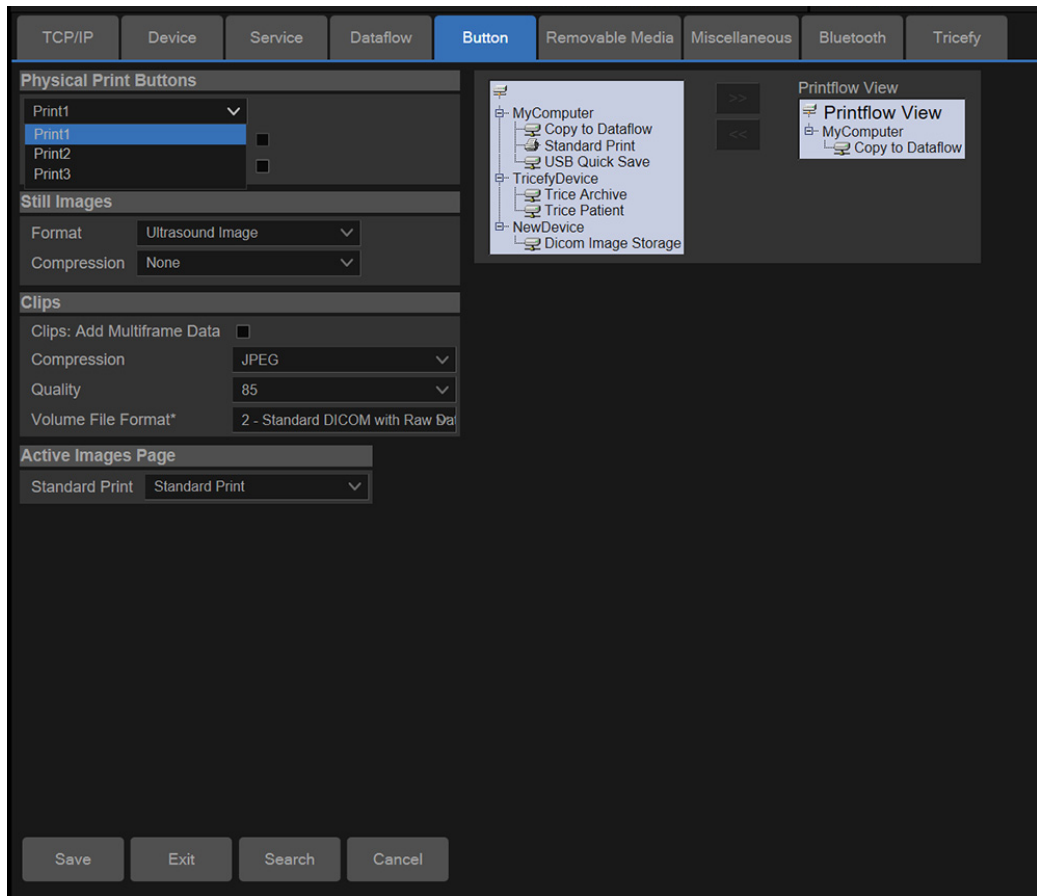 TCP/IP Device Service Dataflow Button Removable Media Miscellaneous Bluetooth Tricefy
Physical Print Buttons
Print1
Print1
Print2
Print3
Still Images
Format Ultrasound Image
Compression None
Clips
Clips: Add Multiframe Data
Compression JPEG
Quality 85
Volume File Format* 2 - Standard DICOM with Raw
Active Images Page
Standard Print Standard Print
MyComputer
Copy to Dataflow
Standard Print
USB Quick Save
TricefyDevice
Trice Archive
Trice Patient
NewDevice
Dicom Image Storage
>>
<<
Printflow View
Printflow View
MyComputer
Copy to Dataflow
Save Exit Search Cancel